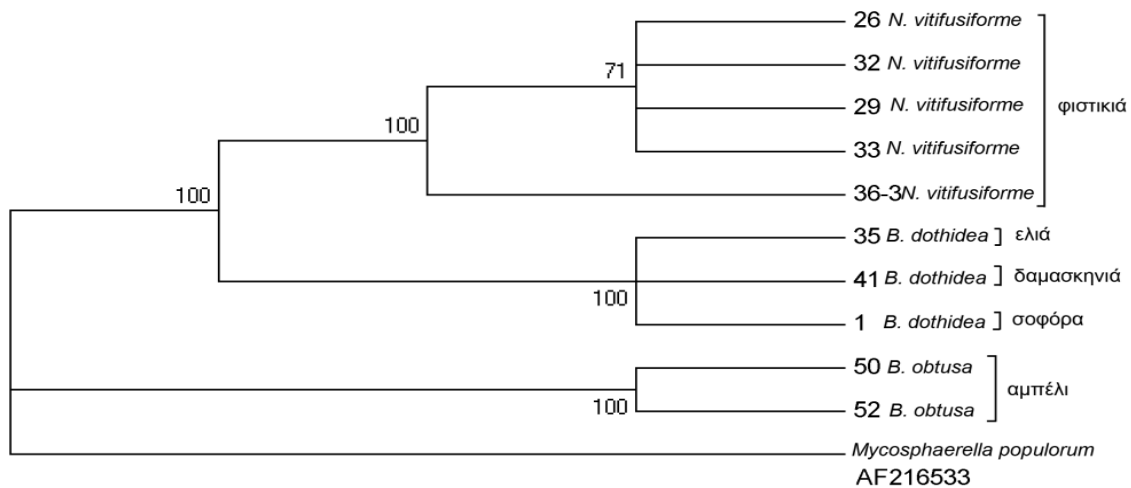 26 N. vitifusiforme
32 N. vitifusiforme
71
29 N. vitifusiforme
φιστικιά
100
33 N. vitifusiforme
100
36-3 N. vitifusiforme
35 B. dothidea ] ελιά
41 B. dothidea ] δαμασκηνιά
100
1 B. dothidea ] σοφόρα
50 B. obtusa
αμπέλι
100
52 B. obtusa
Mycosphaerella populorum
AF216533